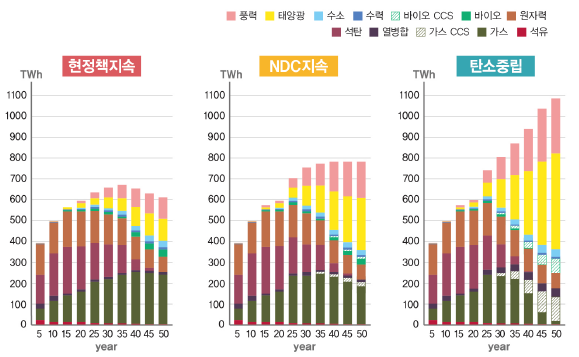 풍력 태양광 수소 수력 바이오 CCS 바이오 원자력
석탄 열병합 가스 CCS 가스 석유
현정책지속 NDC지속 탄소중립
TWh TWh TWh
1100 1100 1100
1000 1000 1000
900 900 900
800 800 800
700 700 700
600 600 600
500 500 500
400 400 400
300 300 300
200 200 200
100 100 100
0 0 0
5 10 15 20 25 30 35 40 45 50 5 10 15 20 25 30 35 40 45 50 5 10 15 20 25 30 35 40 45 50
year year year